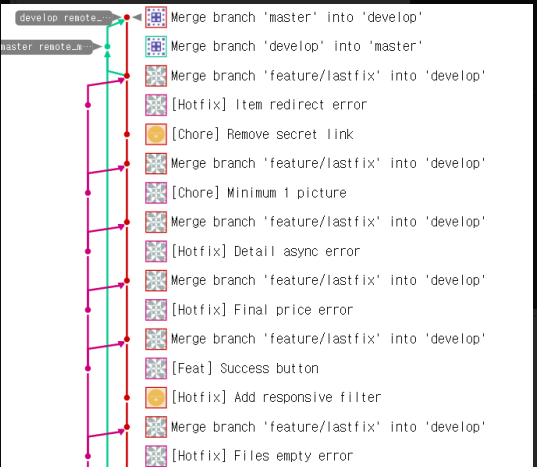 develop remote_…
Merge branch 'master' into 'develop'
master remote_m…
Merge branch 'develop' into 'master'
Merge branch 'feature/lastfix' into 'develop'
[Hotfix] Item redirect error
[Chore] Remove secret link
Merge branch 'feature/lastfix' into 'develop'
[Chore] Minimum 1 picture
Merge branch 'feature/lastfix' into 'develop'
[Hotfix] Detail async error
Merge branch 'feature/lastfix' into 'develop'
[Hotfix] Final price error
Merge branch 'feature/lastfix' into 'develop'
[Feat] Success button
[Hotfix] Add responsive filter
Merge branch 'feature/lastfix' into 'develop'
[Hotfix] Files empty error